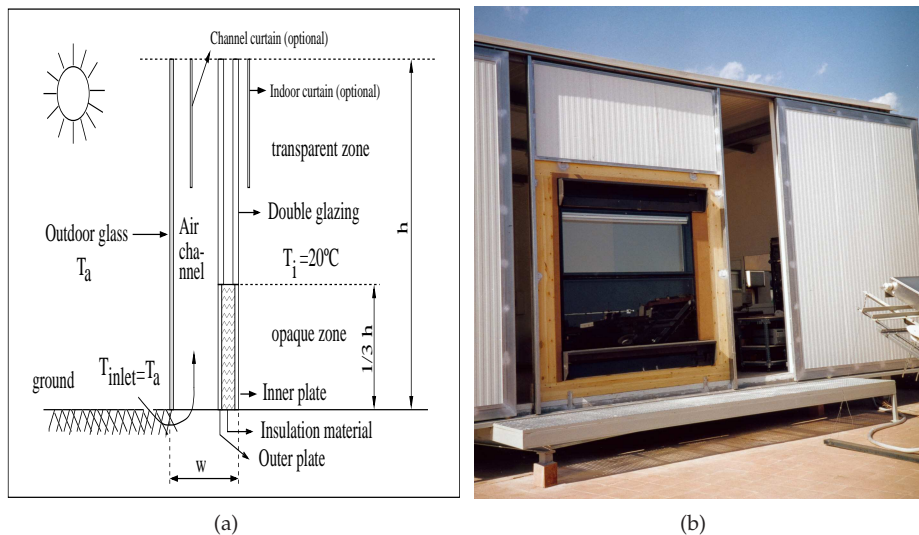 Channel curtain (optional)
Indoor curtain (optional)
transparent zone
Double glazing
Outdoor glass
Air
chan-
nel
h
Ta
Ti =20ºC
opaque zone
1/3 h
Tinlet=Ta
ground
Inner plate
Insulation material
Outer plate
w
(a)
(b)